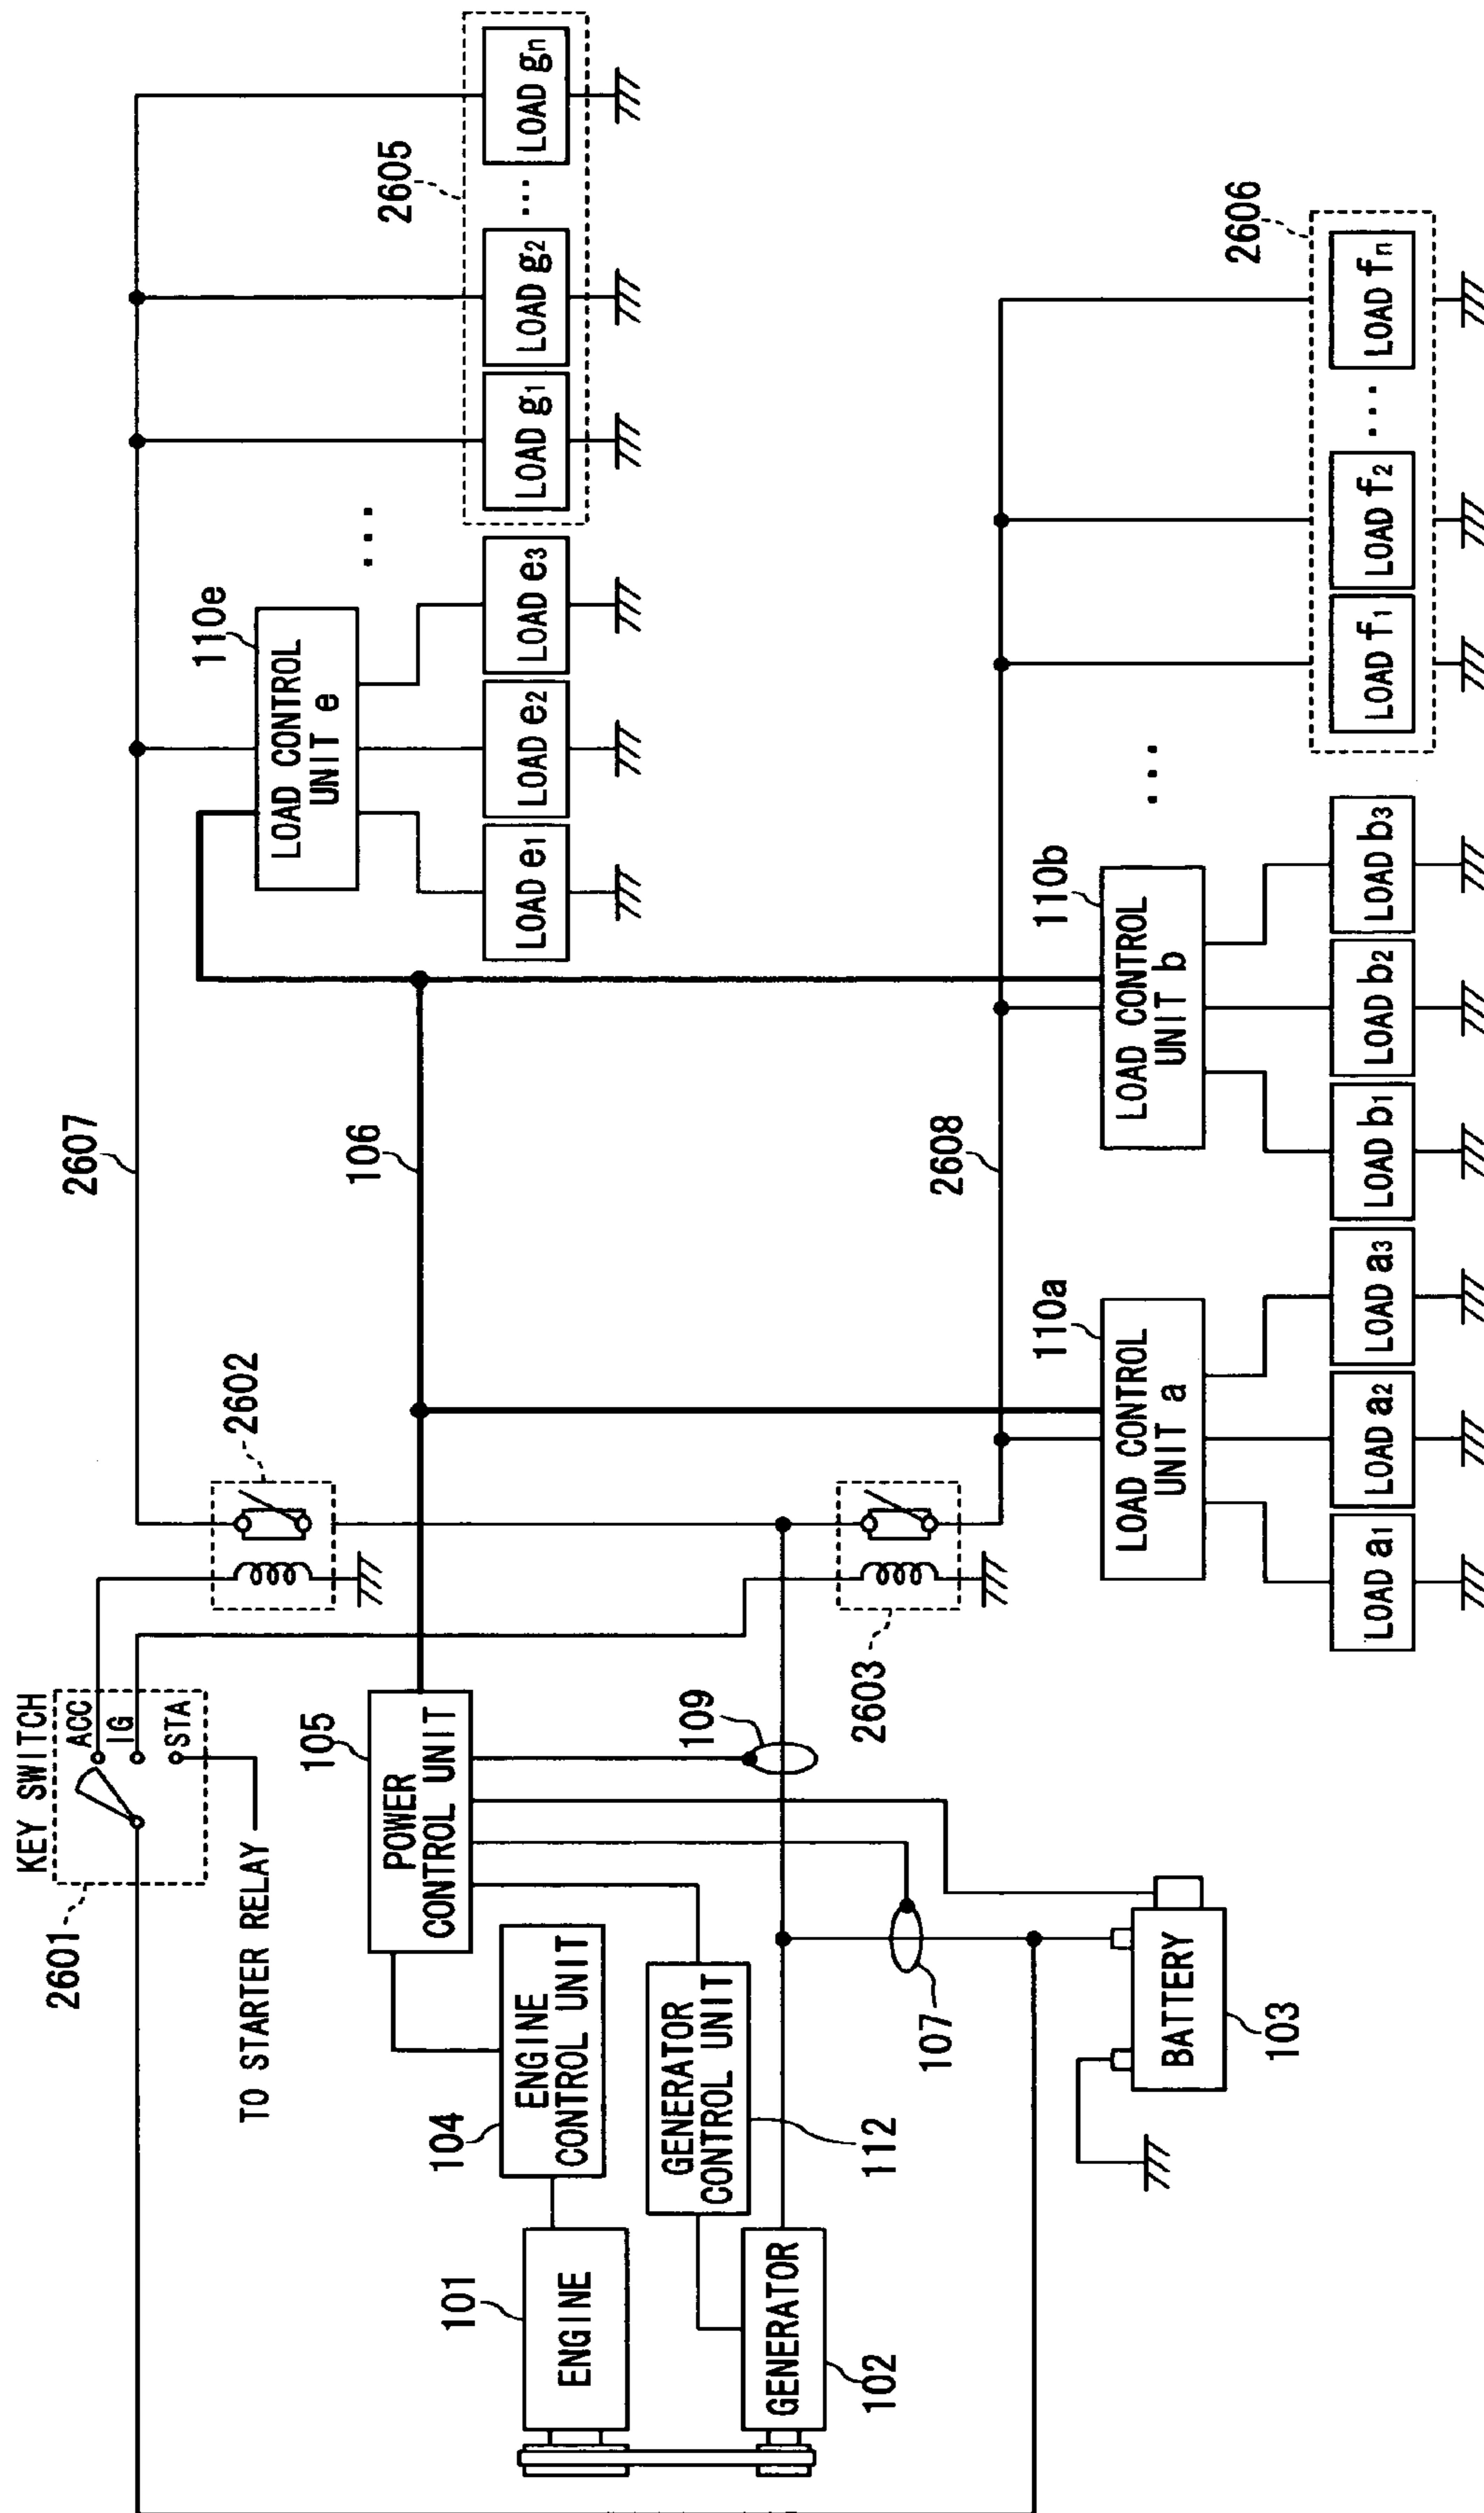 KEY SWITCH
2601
ACC
IG
STA
TO STARTER RELAY
2602
2607
110e
LOAD CONTROL
UNIT e
LOAD e1
LOAD e2
LOAD e3
...
2605
LOAD g1
LOAD g2
...
LOAD gn
101
ENGINE
104
ENGINE
CONTROL UNIT
105
POWER
CONTROL UNIT
106
GENERATOR
CONTROL UNIT
112
GENERATOR
102
109
107
2603
BATTERY
103
2608
110a
LOAD CONTROL
UNIT a
LOAD a1
LOAD a2
LOAD a3
110b
LOAD CONTROL
UNIT b
LOAD b1
LOAD b2
LOAD b3
...
2606
LOAD f1
LOAD f2
...
LOAD fn